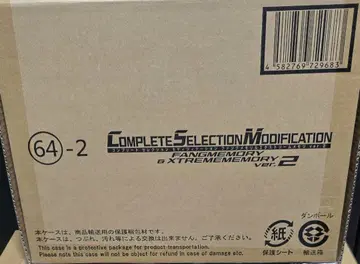 4 582769 729683
64-2
COMPLETE SELECTION MODIFICATION
FANGMEMORY
& XTREMEMEMORY
ver.2
本ケースは、商品輸送用の保護梱包材です。
本ケースは、つぶれ、汚れ等による交換は出来ません。ご了承下さい。
This case is a protective package for product transportation.
Please note this case will not be object for refund in case of damage.
紙
保護シート
ダンボール
輸送箱